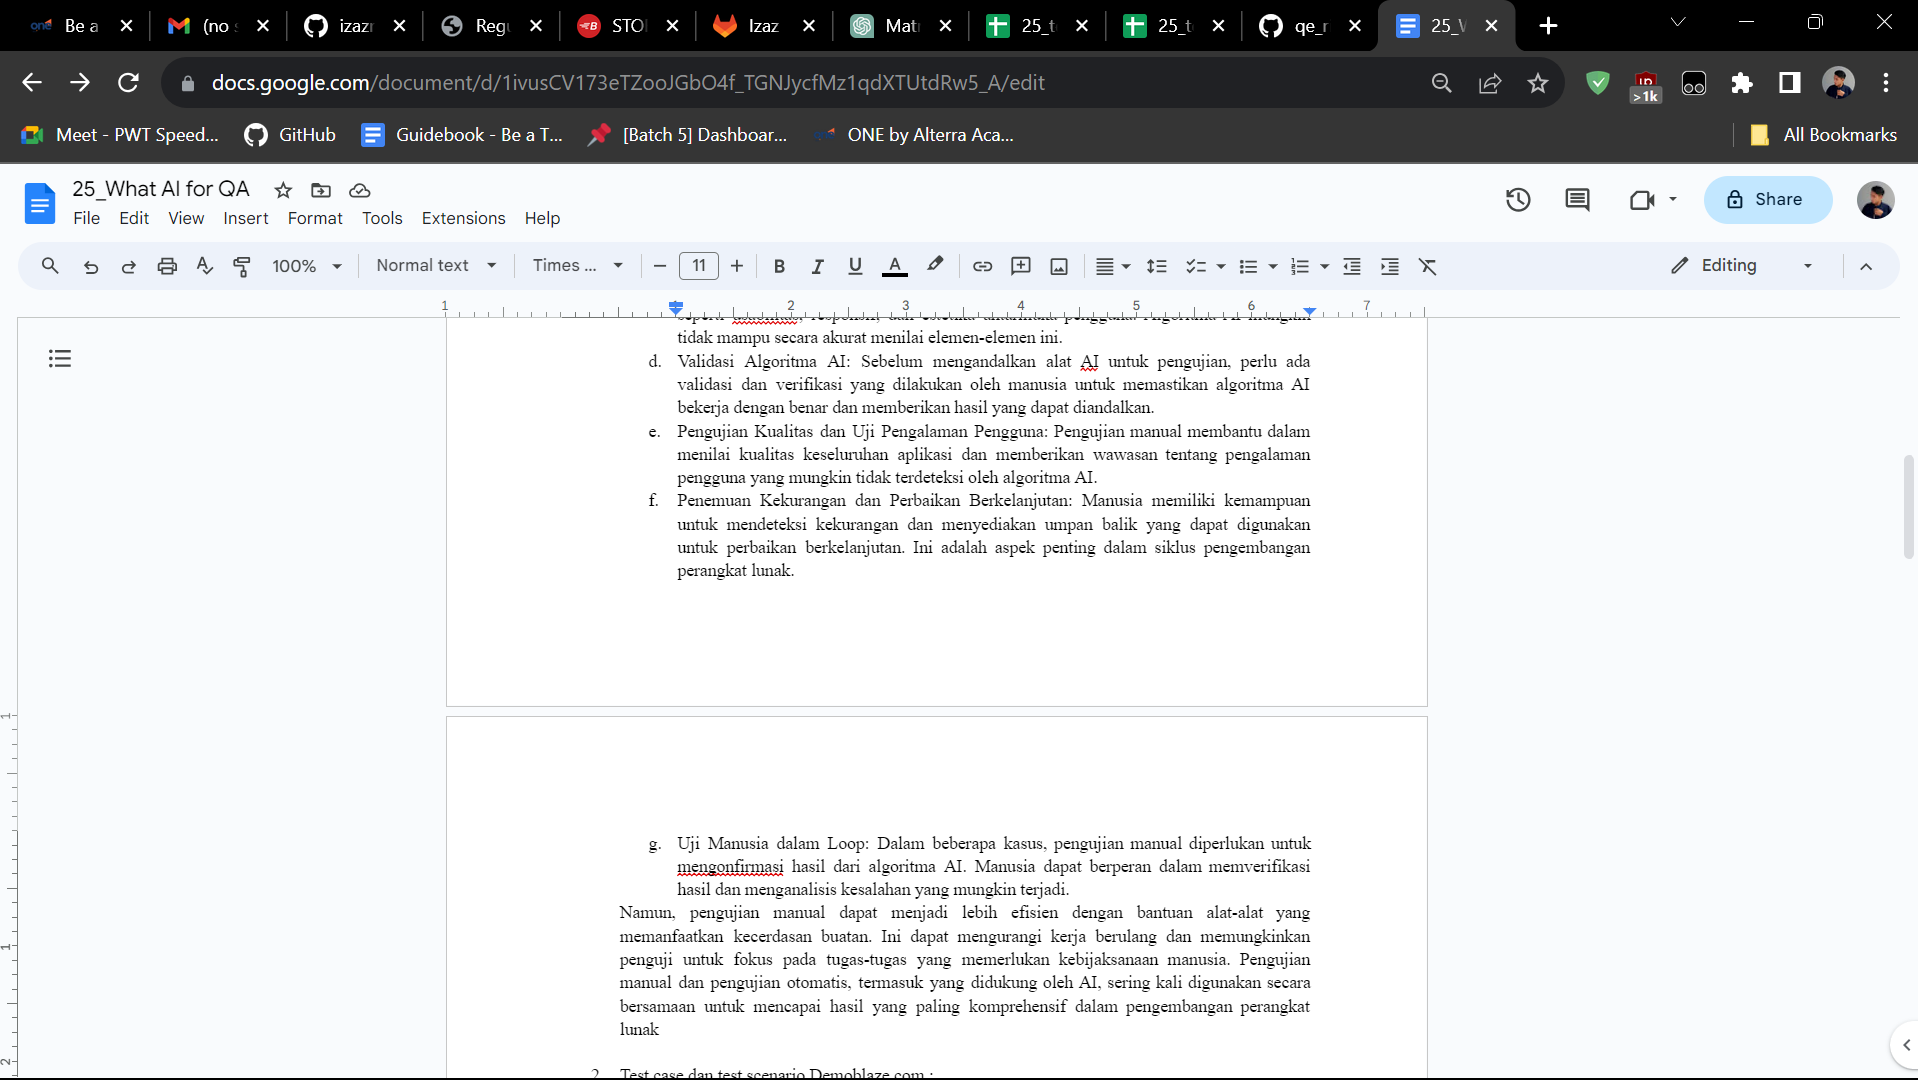 Be a
(no
izazr
Regu
STO
Izaz
Mat
25_t
25_t
qe_r
25_
docs.google.com/document/d/1ivusCV173eTZooJGbO4f_TGNJycfMz1qdXTUtdRw5_A/edit
>1k
Meet - PWT Speed...
GitHub
Guidebook - Be a T...
[Batch 5] Dashboar...
ONE by Alterra Aca...
All Bookmarks
25_What AI for QA
File Edit View Insert Format Tools Extensions Help
Share
100%
Normal text
Times ...
11
Editing
1 2 3 4 5 6 7
tidak mampu secara akurat menilai elemen-elemen ini.
d. Validasi Algoritma AI: Sebelum mengandalkan alat AI untuk pengujian, perlu ada
validasi dan verifikasi yang dilakukan oleh manusia untuk memastikan algoritma AI
bekerja dengan benar dan memberikan hasil yang dapat diandalkan.
e. Pengujian Kualitas dan Uji Pengalaman Pengguna: Pengujian manual membantu dalam
menilai kualitas keseluruhan aplikasi dan memberikan wawasan tentang pengalaman
pengguna yang mungkin tidak terdeteksi oleh algoritma AI.
f. Penemuan Kekurangan dan Perbaikan Berkelanjutan: Manusia memiliki kemampuan
untuk mendeteksi kekurangan dan menyediakan umpan balik yang dapat digunakan
untuk perbaikan berkelanjutan. Ini adalah aspek penting dalam siklus pengembangan
perangkat lunak.
g. Uji Manusia dalam Loop: Dalam beberapa kasus, pengujian manual diperlukan untuk
mengonfirmasi hasil dari algoritma AI. Manusia dapat berperan dalam memverifikasi
hasil dan menganalisis kesalahan yang mungkin terjadi.
Namun, pengujian manual dapat menjadi lebih efisien dengan bantuan alat-alat yang
memanfaatkan kecerdasan buatan. Ini dapat mengurangi kerja berulang dan memungkinkan
penguji untuk fokus pada tugas-tugas yang memerlukan kebijaksanaan manusia. Pengujian
manual dan pengujian otomatis, termasuk yang didukung oleh AI, sering kali digunakan secara
bersamaan untuk mencapai hasil yang paling komprehensif dalam pengembangan perangkat
lunak
2. Test case dan test scenario Demoblaze.com :